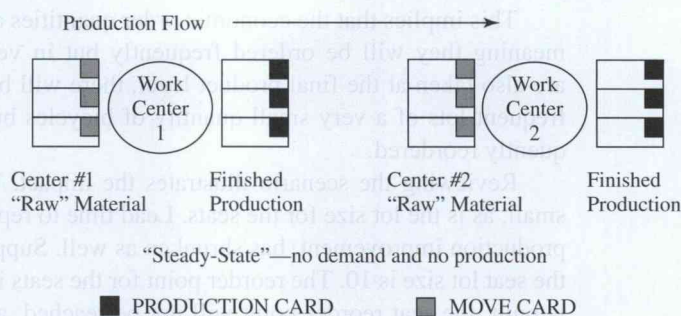 Production Flow
Work
Center
1
Work
Center
2
Center #1
"Raw" Material
Finished
Production
Center #2
"Raw" Material
Finished
Production
"Steady-State"—no demand and no production
PRODUCTION CARD
MOVE CARD